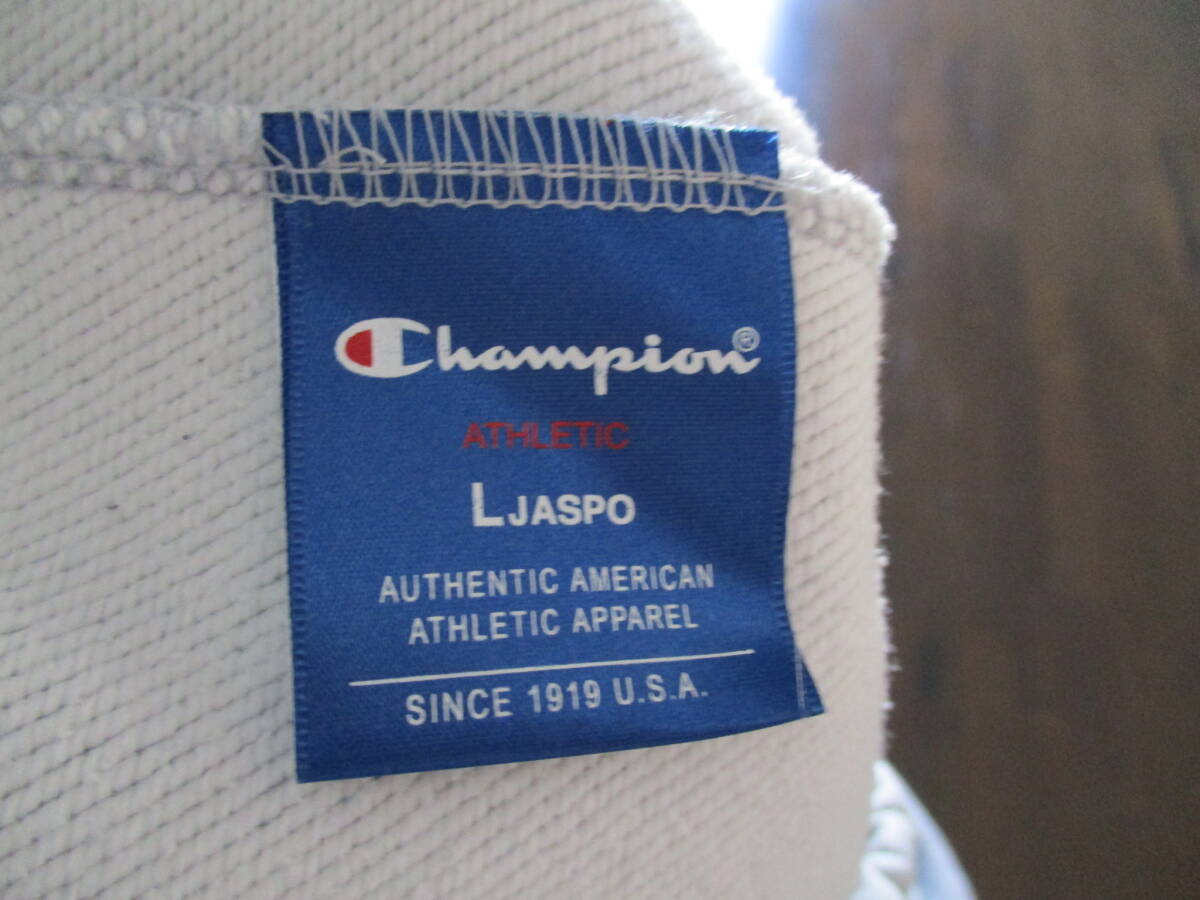 Champion®
ATHLETIC
L JASPO
AUTHENTIC AMERICAN
ATHLETIC APPAREL
SINCE 1919 U.S.A.